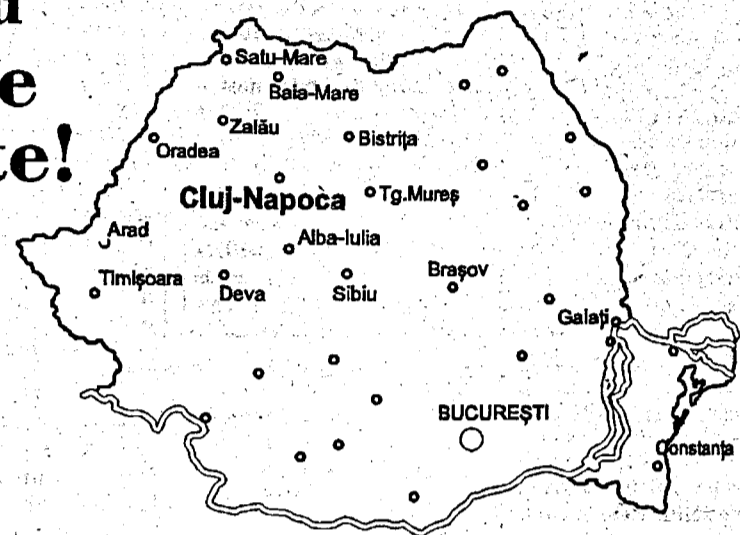 Satu-Mare
Baia-Mare
Zalău
Oradea
Bistrița
Cluj-Napoca
Tg.Mureș
Arad
Alba-Iulia
Timișoara
Deva
Sibiu
Brașov
Galați
BUCUREȘTI
Constanța